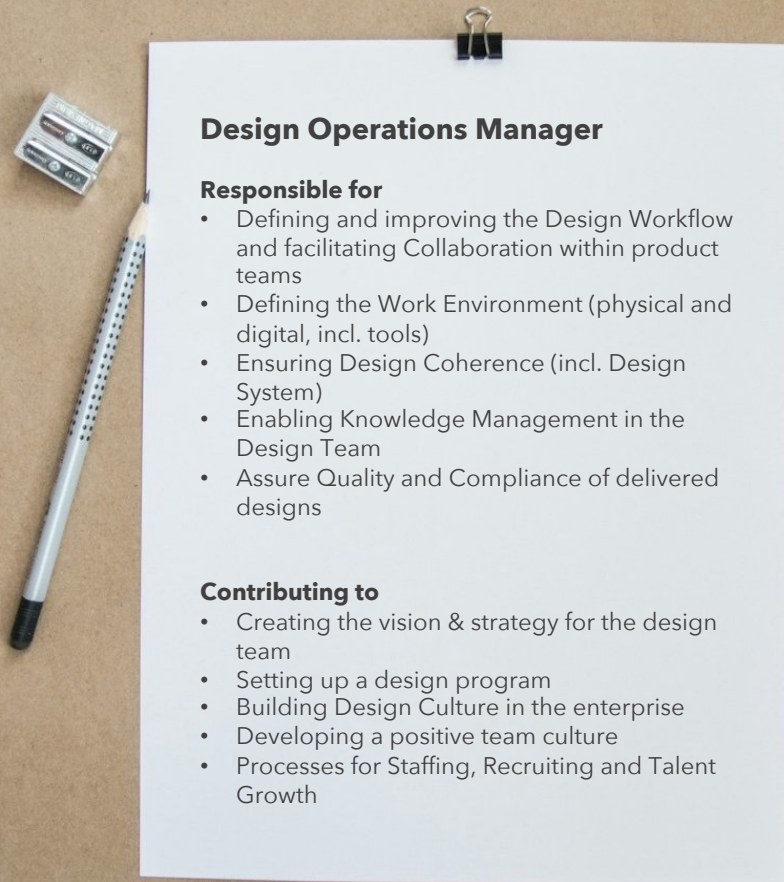 Design Operations Manager
Responsible for
• Defining and improving the Design Workflow
and facilitating Collaboration within product
teams
• Defining the Work Environment (physical and
digital, incl. tools)
• Ensuring Design Coherence (incl. Design
System)
• Enabling Knowledge Management in the
Design Team
• Assure Quality and Compliance of delivered
designs
Contributing to
• Creating the vision & strategy for the design
team
• Setting up a design program
• Building Design Culture in the enterprise
• Developing a positive team culture
• Processes for Staffing, Recruiting and Talent
Growth